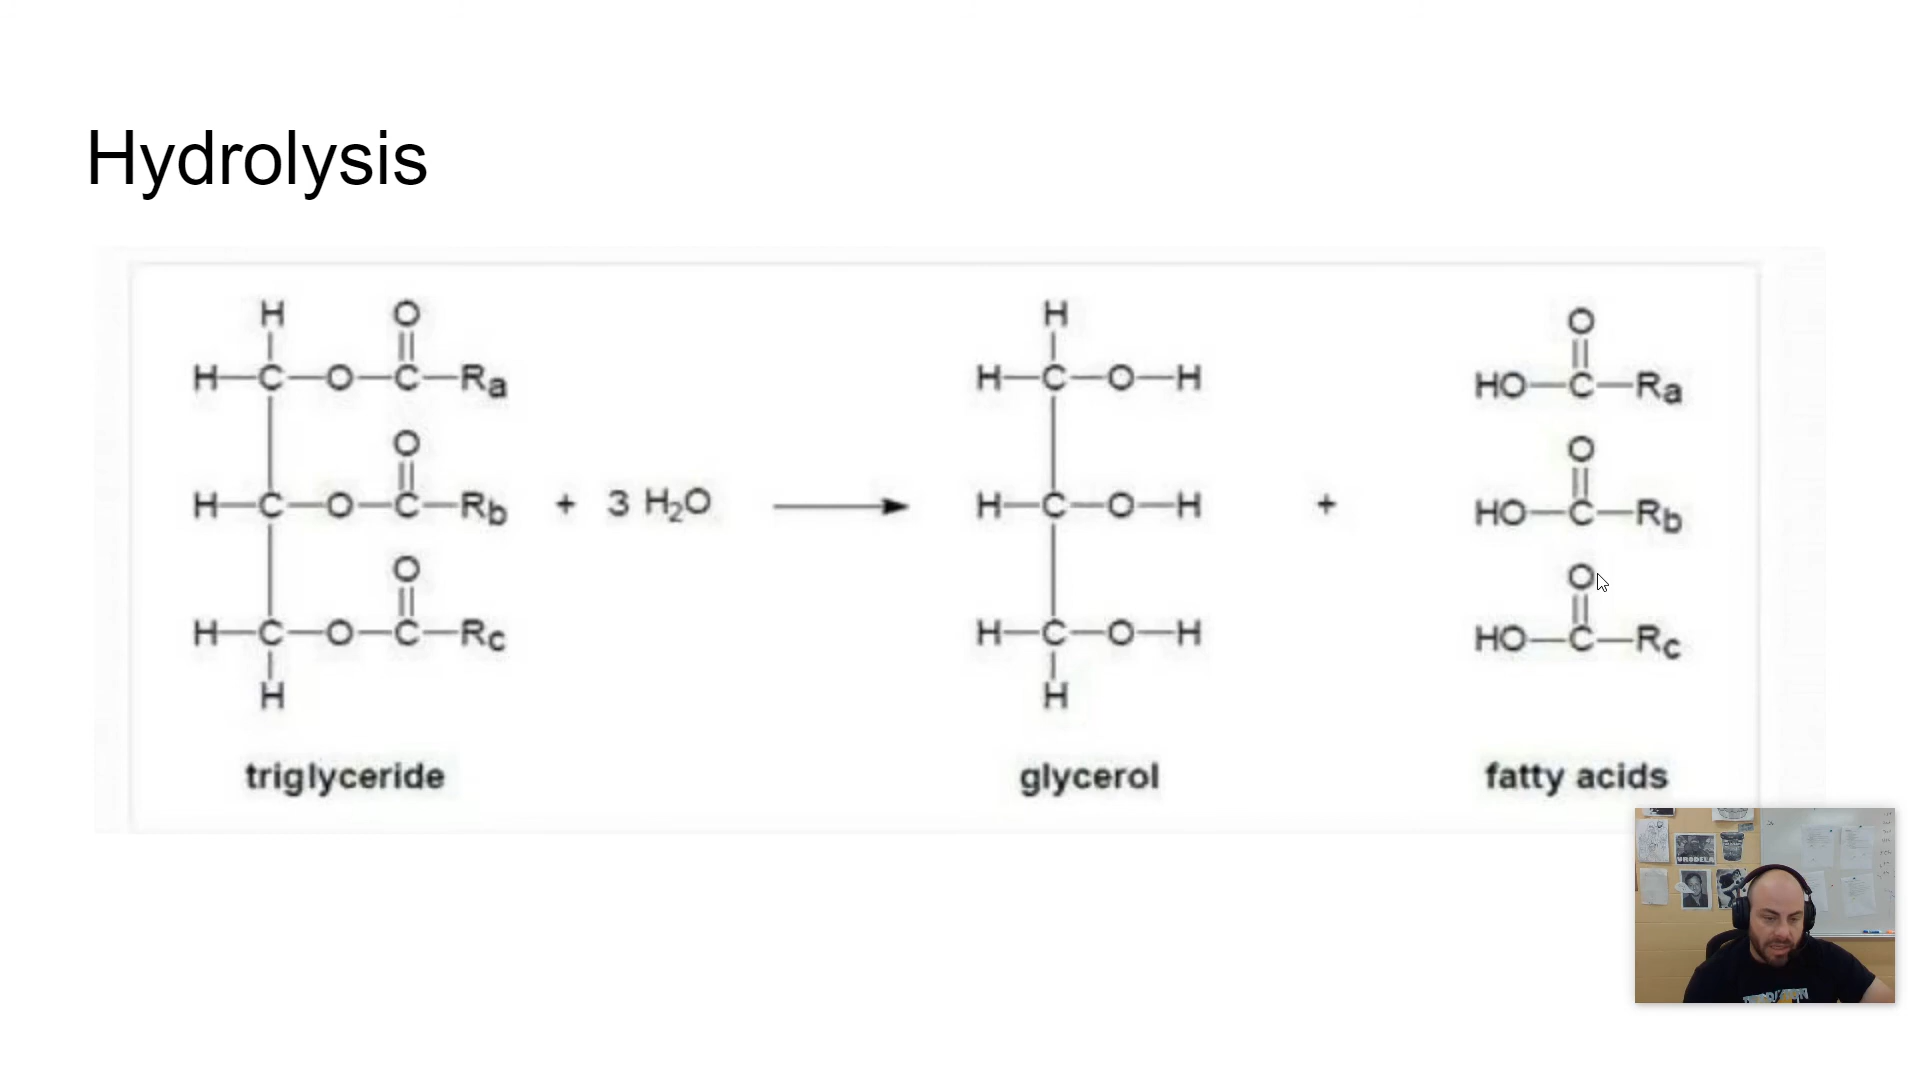 Hydrolysis
H O
H—C—O—C—Ra
O
H—C—O—C—Rb + 3 H₂O
O
H—C—O—C—Rc
H
triglyceride
H
H—C—O—H
H—C—O—H
+
H—C—O—H
H
glycerol
O
HO—C—Ra
O
HO—C—Rb
O
HO—C—Rc
fatty acids